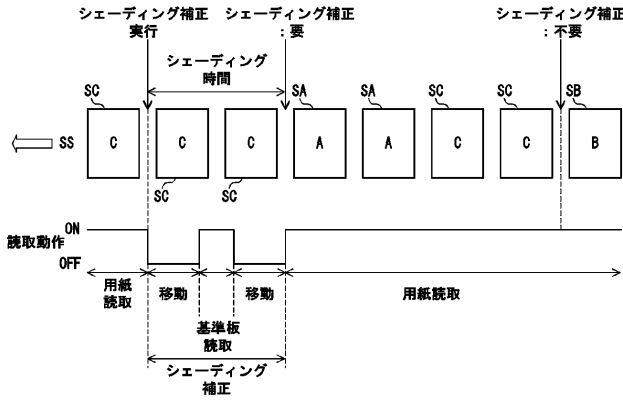 シェーディング補正
実行
シェーディング補正
：要
シェーディング補正
：不要
シェーディング
時間
SC
SA
SA
SC
SC
SB
SS
C
C
C
A
A
C
C
B
SC
SC
ON
読取動作
OFF
用紙
読取
移動
基準板
読取
移動
用紙読取
シェーディング
補正